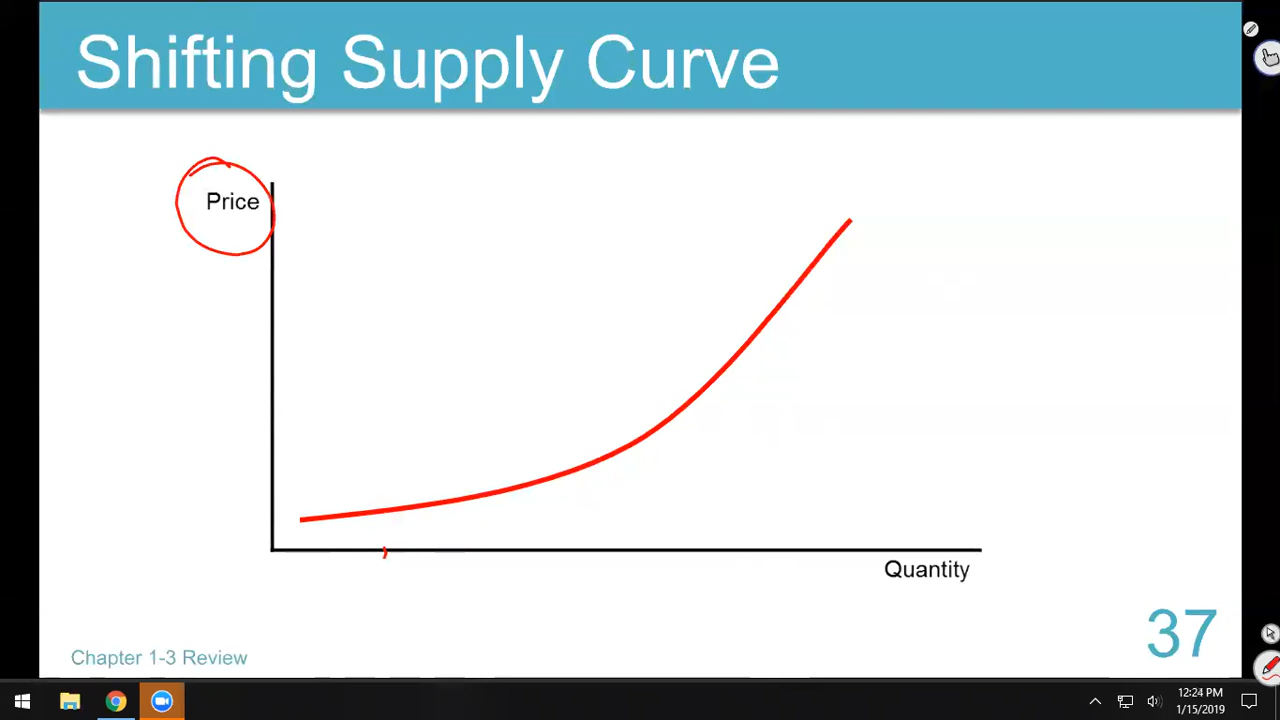 Shifting Supply Curve
Price
Quantity
37
Chapter 1-3 Review
12:24 PM
1/15/2019